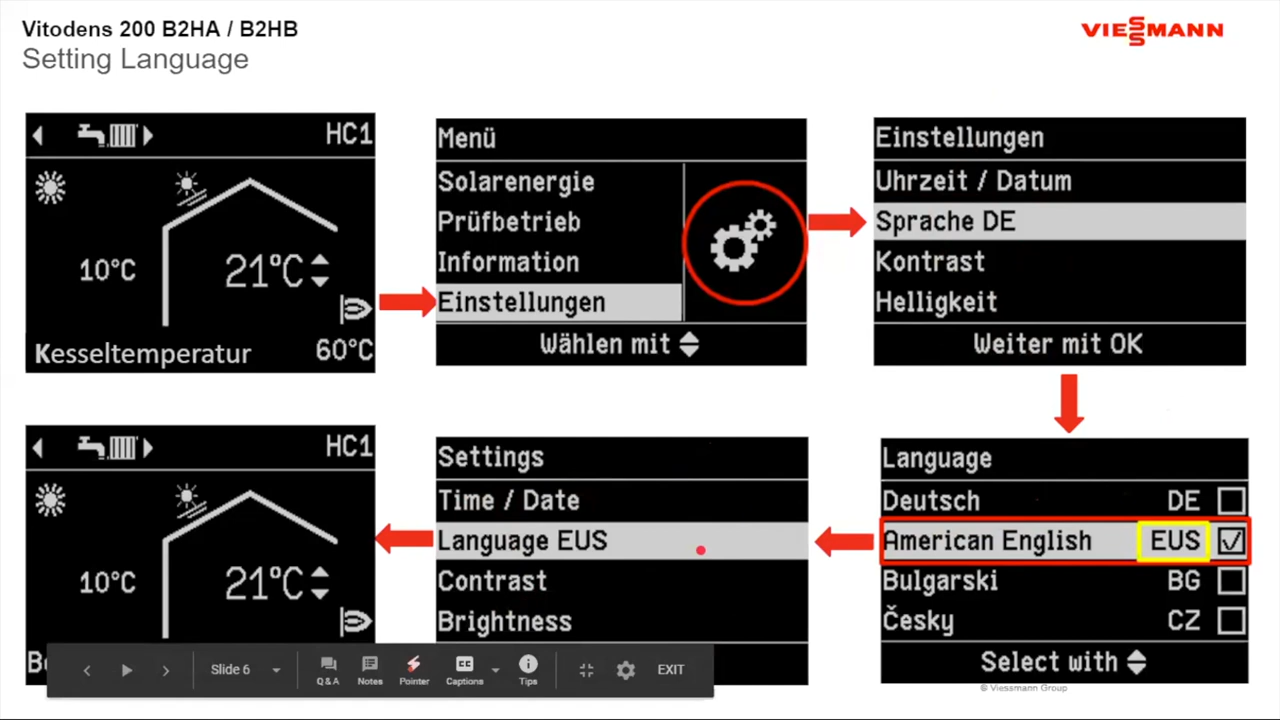 Vitodens 200 B2HA / B2HB
Setting Language
VIESSMANN
HC1
10°C
21°C
Kesseltemperatur 60°C
Menü
Solarenergie
Prüfbetrieb
Information
Einstellungen
Wählen mit
Einstellungen
Uhrzeit / Datum
Sprache DE
Kontrast
Helligkeit
Weiter mit OK
Language
Deutsch DE
American English EUS
Bulgarski BG
Česky CZ
Select with
Settings
Time / Date
Language EUS
Contrast
Brightness
HC1
10°C
21°C
Slide 6
Q&A
Notes
Pointer
CC
Captions
Tips
EXIT
© Viessmann Group